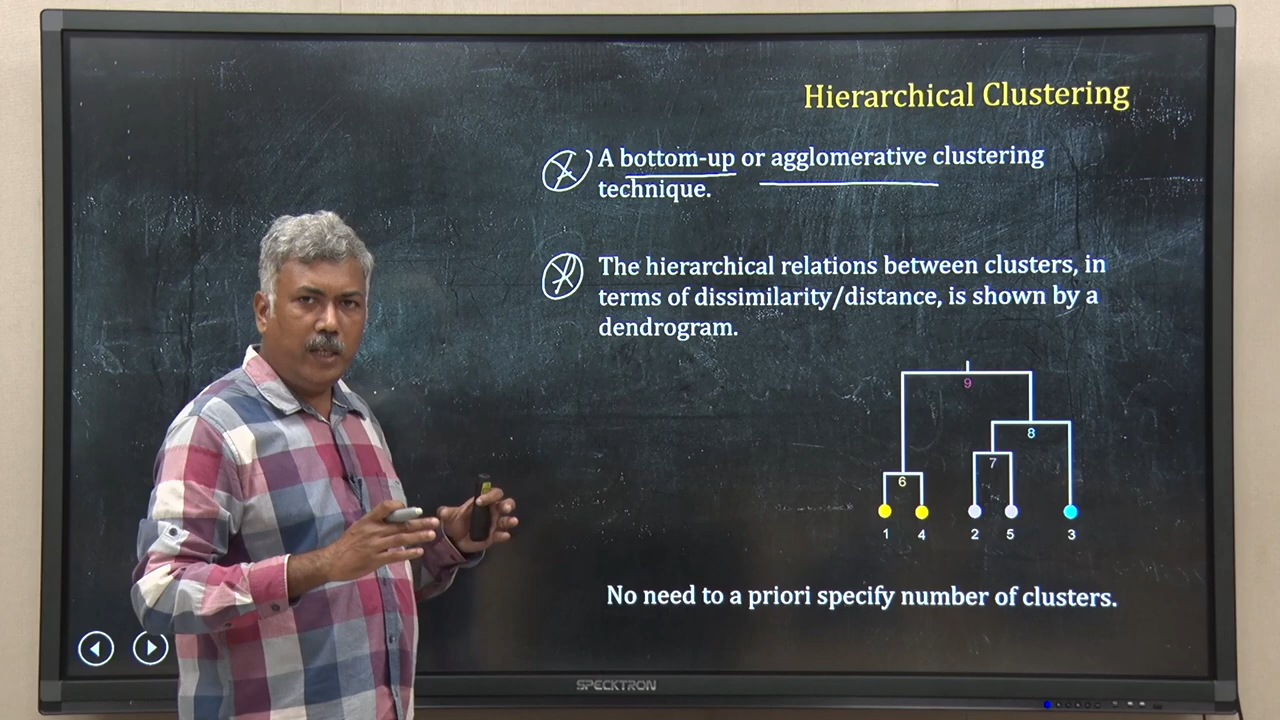 Hierarchical Clustering
A bottom-up or agglomerative clustering
technique.
The hierarchical relations between clusters, in
terms of dissimilarity/distance, is shown by a
dendrogram.
9
8
7
6
1 4 2 5 3
No need to a priori specify number of clusters.
SPECKTRON